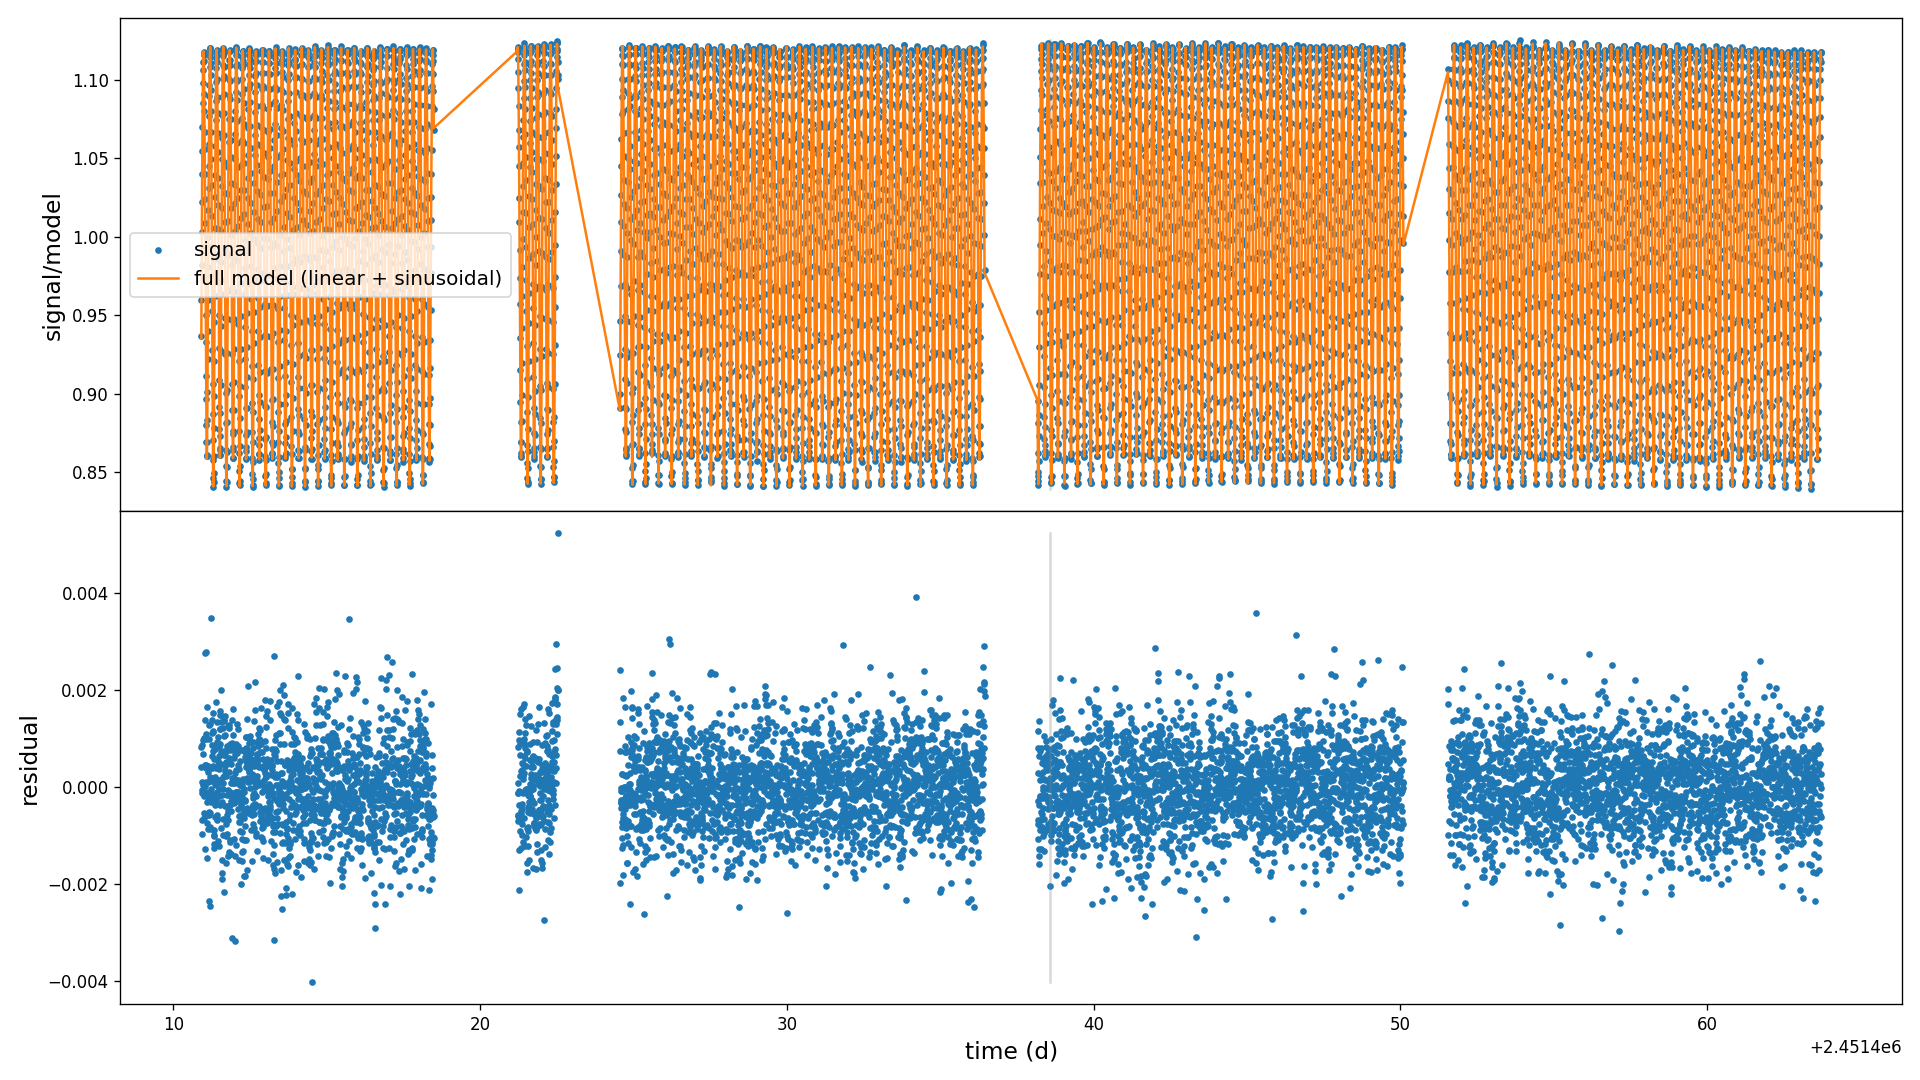 signal/model
1.10
1.05
1.00
0.95
0.90
0.85
signal
full model (linear + sinusoidal)
residual
0.004
0.002
0.000
−0.002
−0.004
10 20 30 40 50 60
time (d)
+2.4514e6